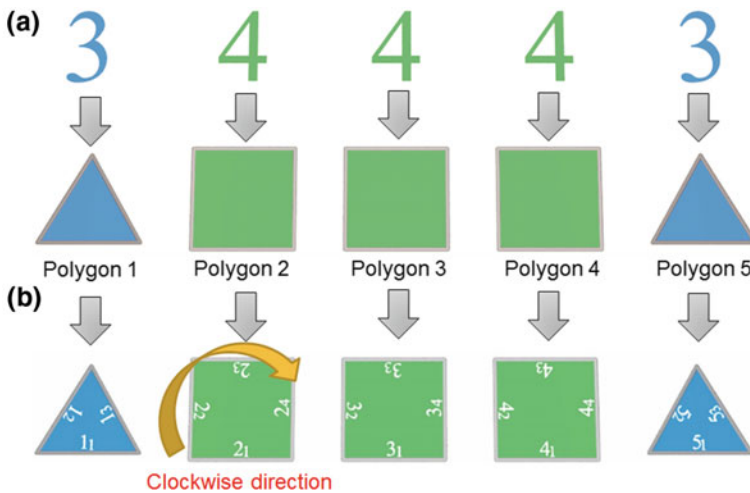 (a) 3 4 4 4 3
Polygon 1 Polygon 2 Polygon 3 Polygon 4 Polygon 5
(b)
2₃ 3₃ 4₃
1₂ 1₃ 2₂ 2₄ 3₂ 3₄ 4₂ 4₄ 5₂ 5₃
1₁ 2₁ 3₁ 4₁ 5₁
Clockwise direction